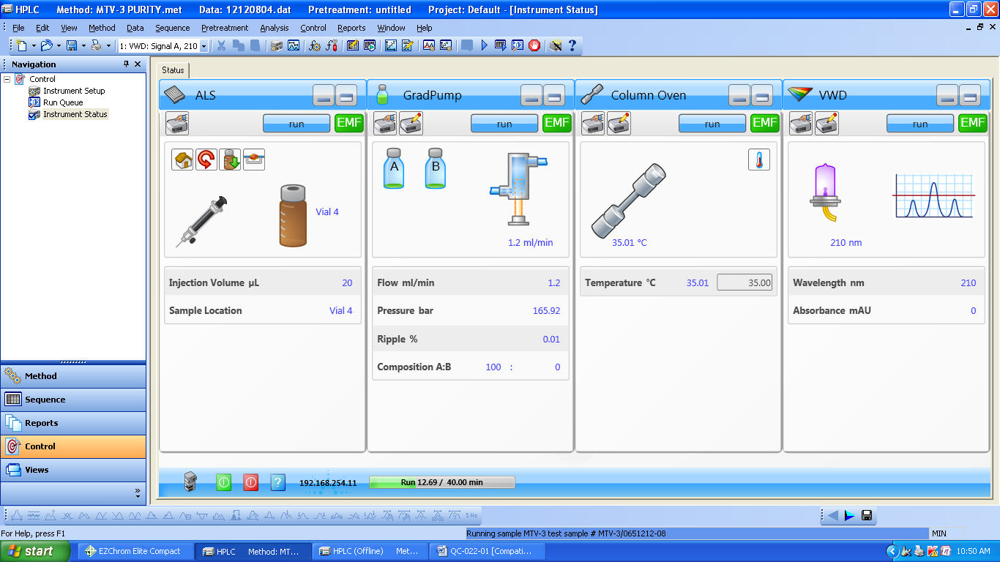 HPLC Method: MTV-3 PURITY.met Data: 12120804.dat Pretreatment: untitled Project: Default - [Instrument Status]
File Edit View Method Data Sequence Pretreatment Analysis Control Reports Window Help
1: VWD: Signal A, 210
Navigation
Control
Instrument Setup
Run Queue
Instrument Status
Method
Sequence
Reports
Control
Views
Status
ALS
run
EMF
Vial 4
Injection Volume µL 20
Sample Location Vial 4
GradPump
run
EMF
A B
1.2 ml/min
Flow ml/min 1.2
Pressure bar 165.92
Ripple % 0.01
Composition A:B 100 : 0
Column Oven
run
EMF
35.01 °C
Temperature °C 35.01 35.00
VWD
run
EMF
210 nm
Wavelength nm 210
Absorbance mAU 0
192.168.254.11 Run 12.69 / 40.00 min
5 Hz
For Help, press F1
Running sample MTV-3 test sample # MTV-3/0651212-08
MIN
start
EZChrom Elite Compact
HPLC Method: MT...
HPLC (Offline) Met...
QC-022-01 [Compati...
10:50 AM